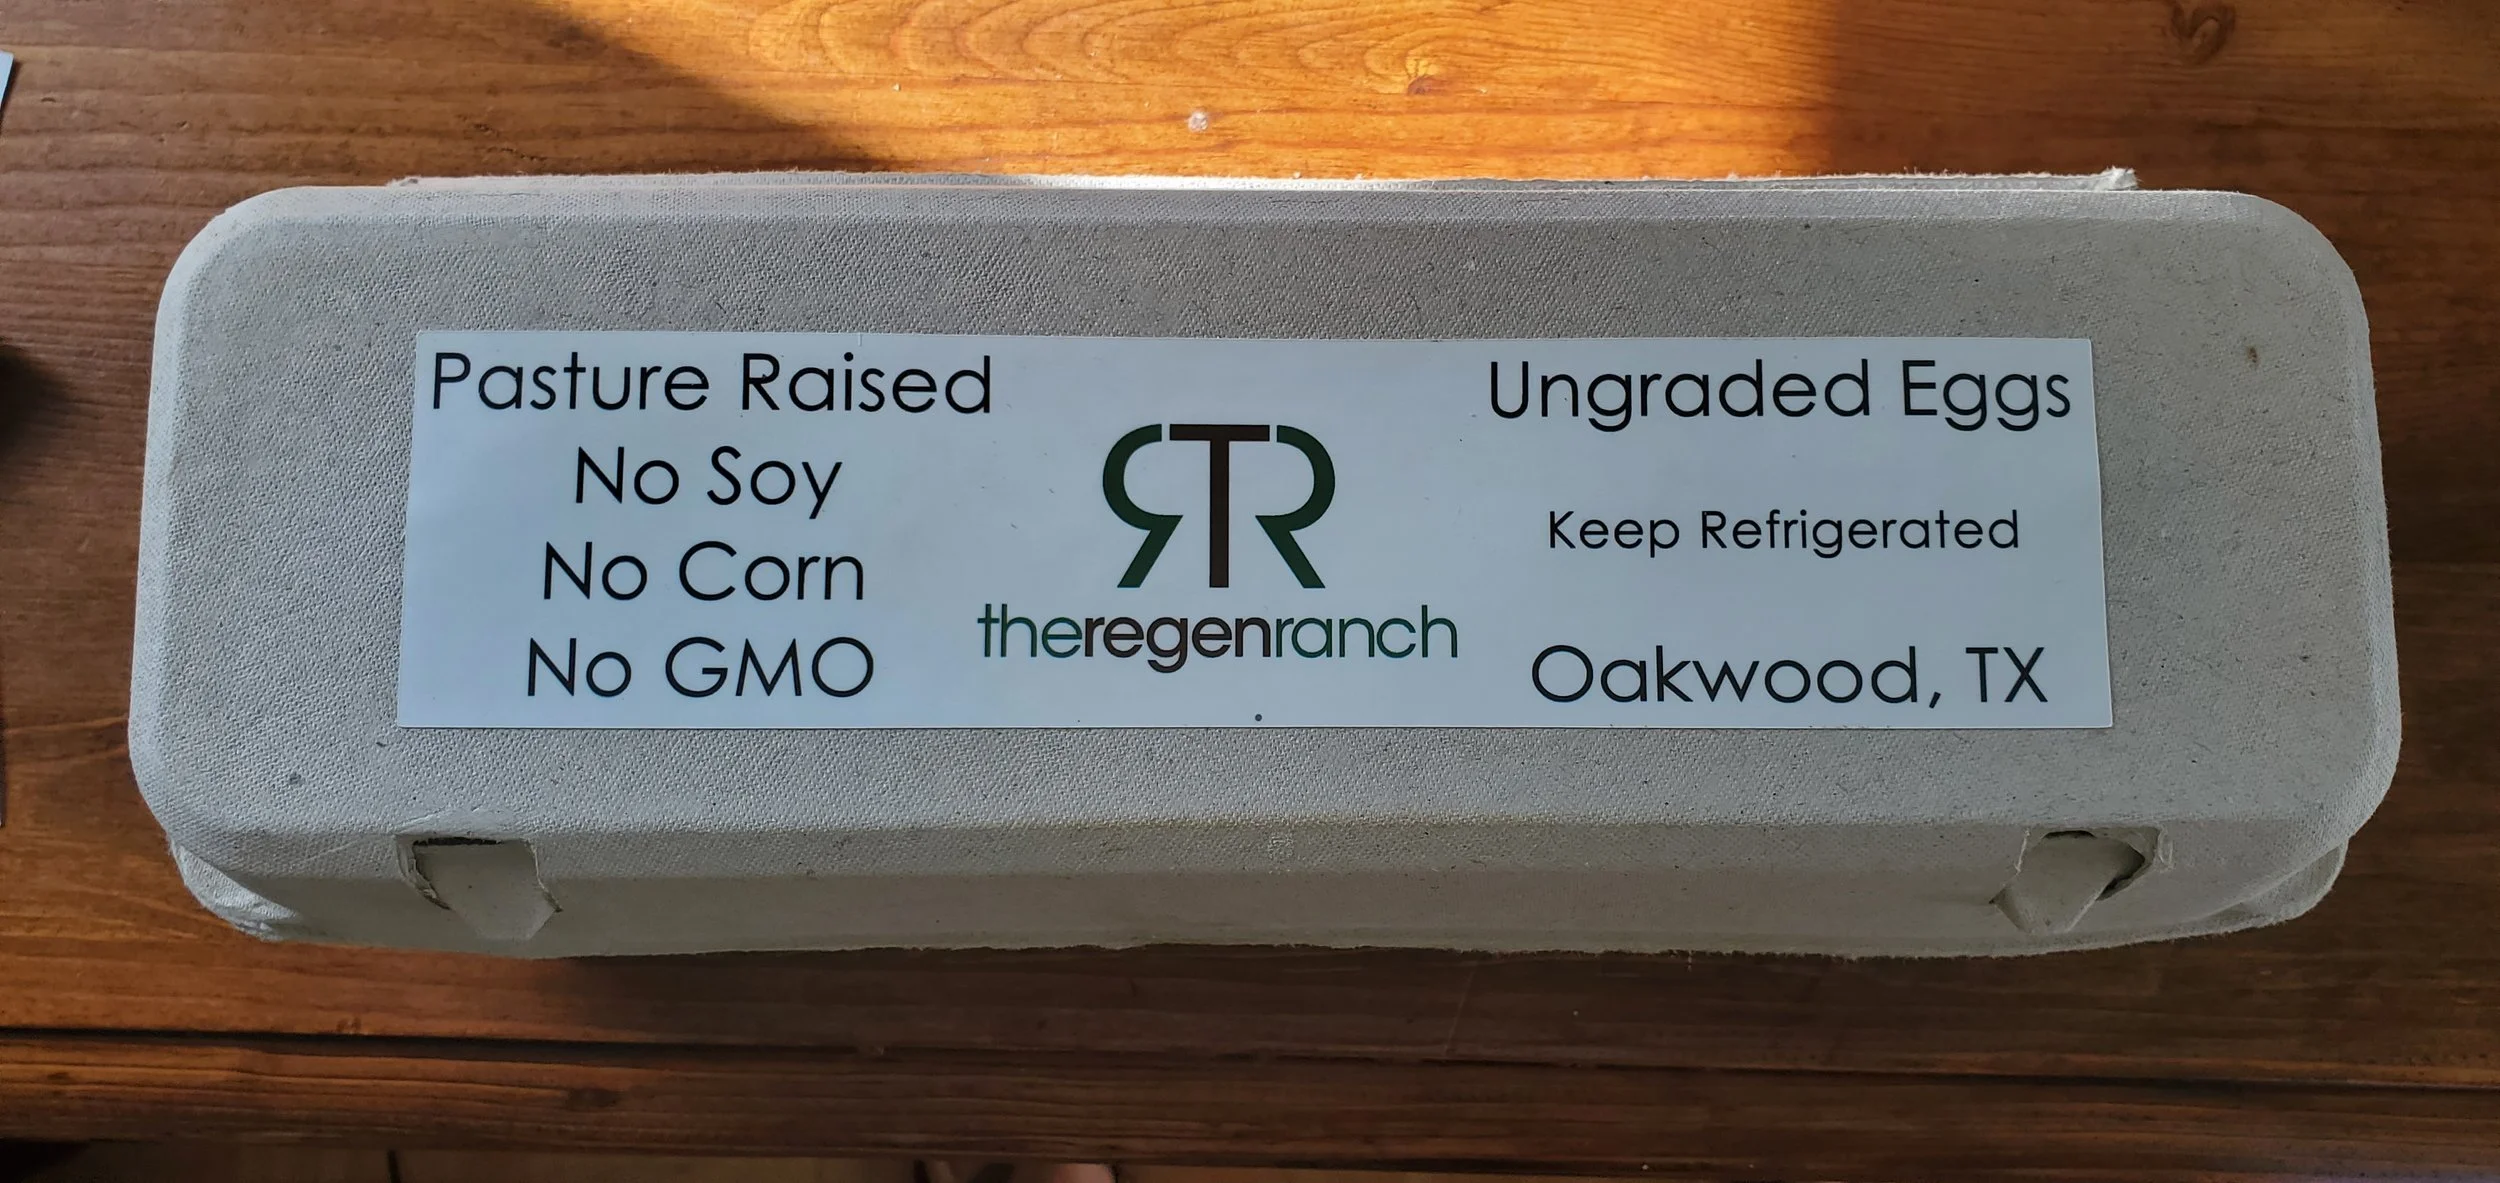 Pasture Raised
No Soy
No Corn
No GMO
RTR
theregenranch
Ungraded Eggs
Keep Refrigerated
Oakwood, TX